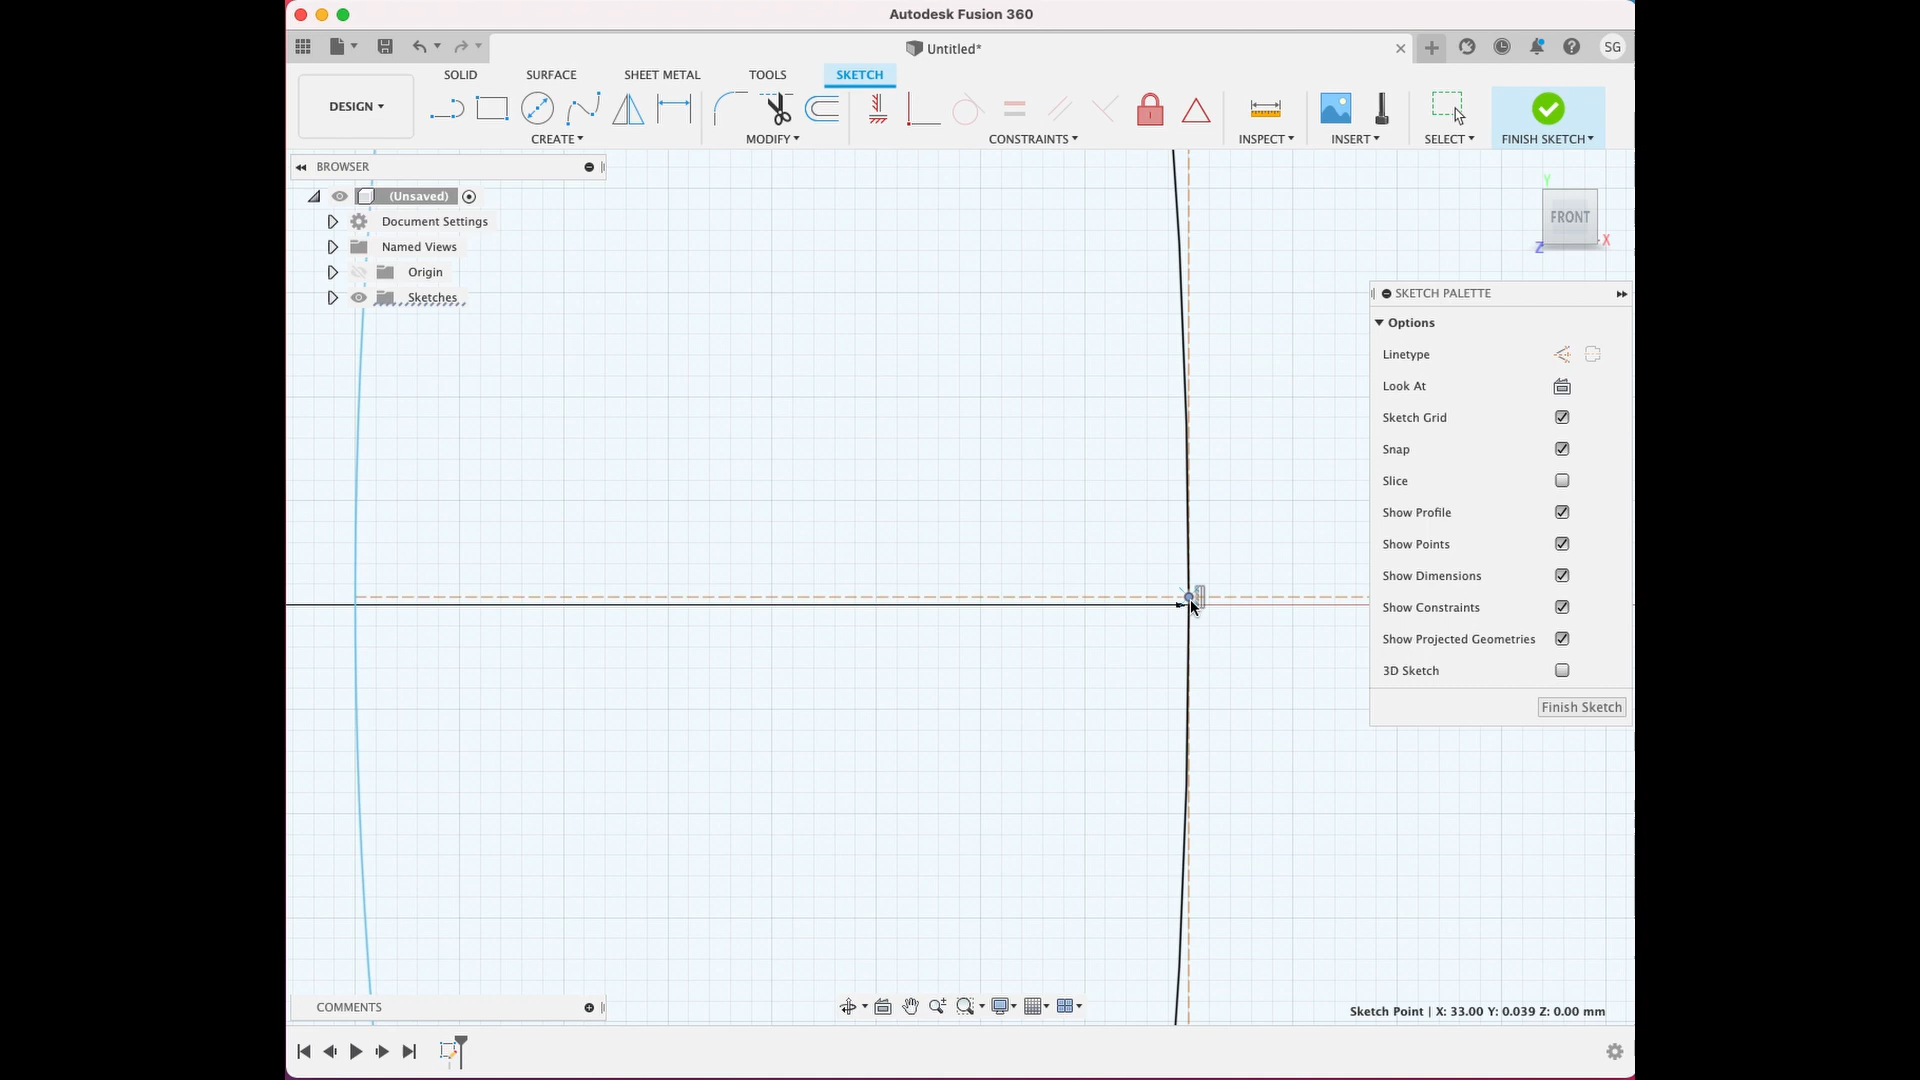 Autodesk Fusion 360
Untitled*
SG
DESIGN
SOLID
SURFACE
SHEET METAL
TOOLS
SKETCH
CREATE
MODIFY
CONSTRAINTS
INSPECT
INSERT
SELECT
FINISH SKETCH
BROWSER
(Unsaved)
Document Settings
Named Views
Origin
Sketches
Y
FRONT
Z
X
SKETCH PALETTE
Options
Linetype
Look At
Sketch Grid
Snap
Slice
Show Profile
Show Points
Show Dimensions
Show Constraints
Show Projected Geometries
3D Sketch
Finish Sketch
COMMENTS
Sketch Point | X: 33.00 Y: 0.039 Z: 0.00 mm